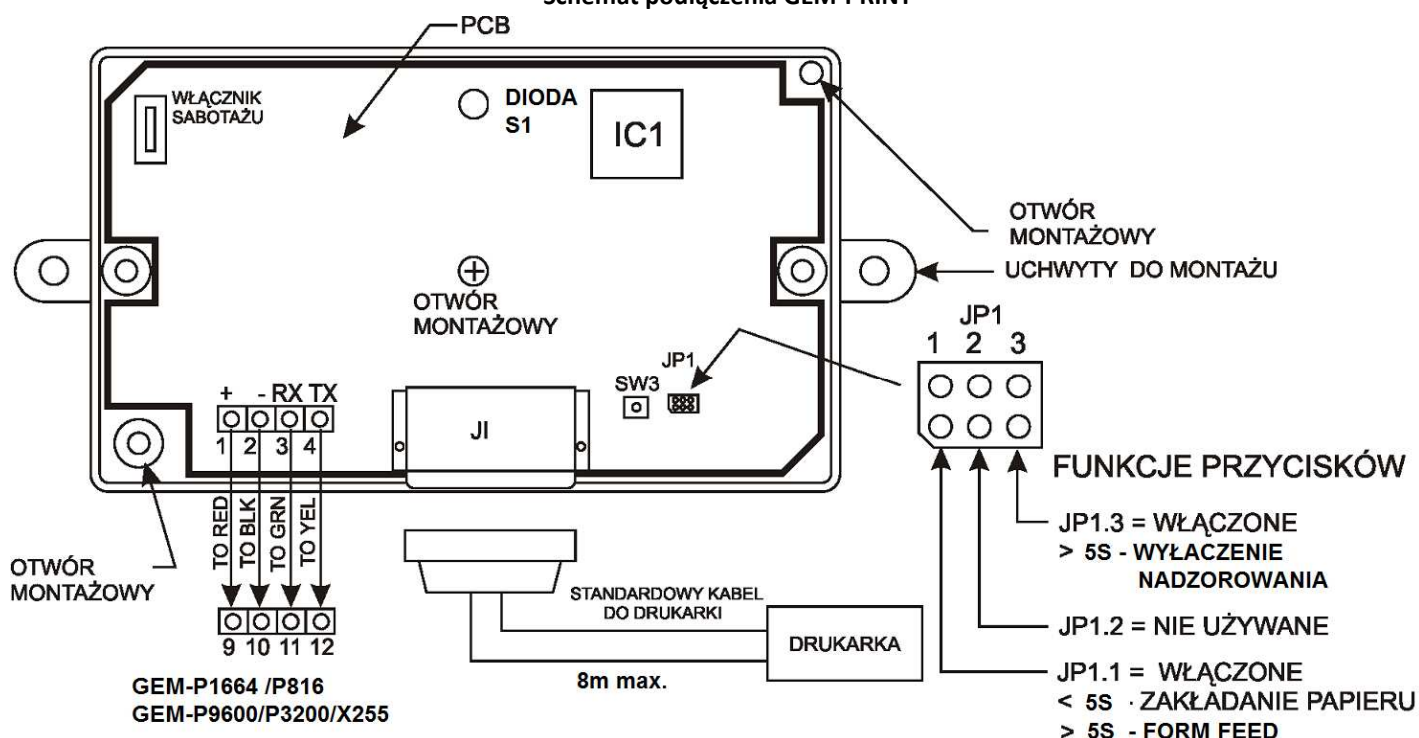 PCB
WŁĄCZNIK
SABOTAŻU
DIODA
S1
IC1
OTWÓR
MONTAŻOWY
UCHWYTY DO MONTAŻU
OTWÓR
MONTAŻOWY
JP1
1 2 3
JP1
SW3
+ - RX TX
1 2 3 4
JI
TO RED
TO BLK
TO GRN
TO YEL
FUNKCJE PRZYCISKÓW
JP1.3 = WŁĄCZONE
> 5S - WYŁACZENIE
NADZOROWANIA
OTWÓR
MONTAŻOWY
STANDARDOWY KABEL
DO DRUKARKI
DRUKARKA
JP1.2 = NIE UŻYWANE
9 10 11 12
8m max.
GEM-P1664 /P816
GEM-P9600/P3200/X255
JP1.1 = WŁĄCZONE
< 5S - ZAKŁADANIE PAPIERU
> 5S - FORM FEED